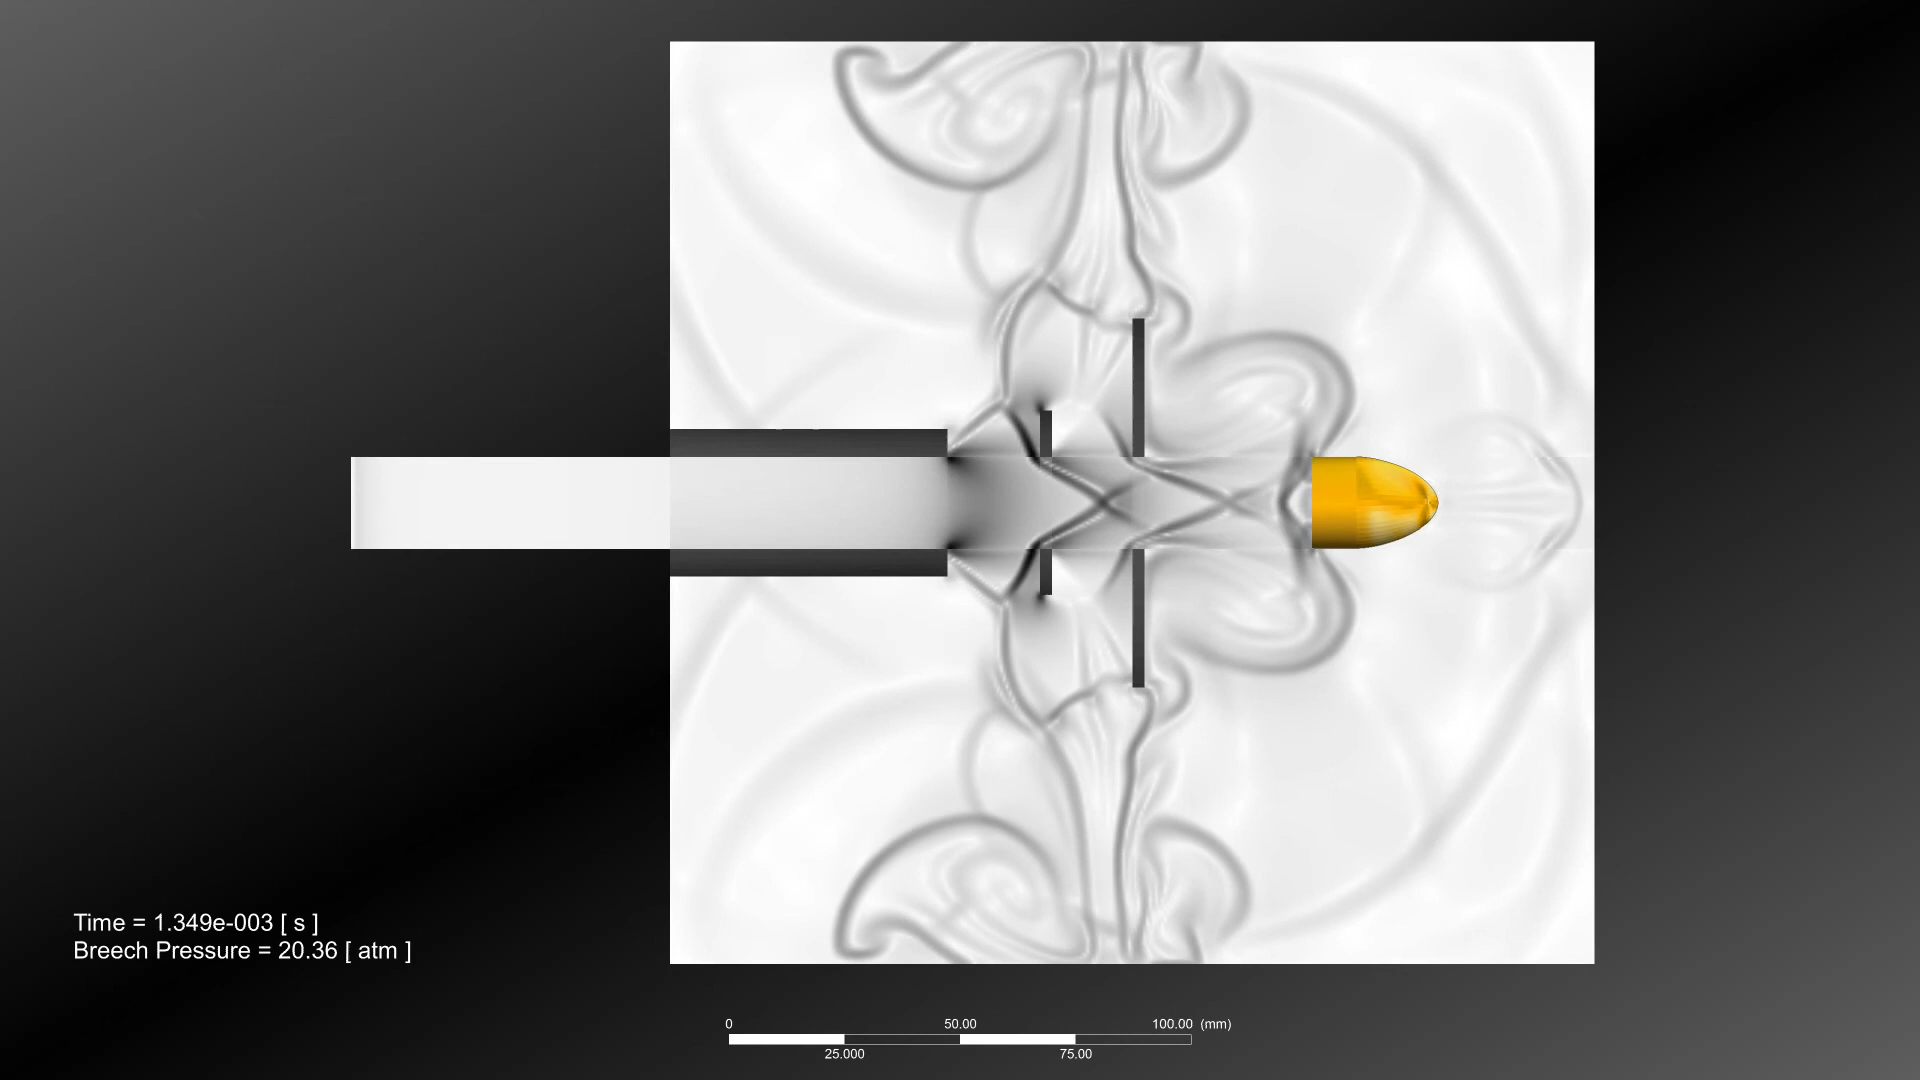 Time = 1.349e-003 [ s ]
Breech Pressure = 20.36 [ atm ]
0 50.00 100.00 (mm)
25.000 75.00